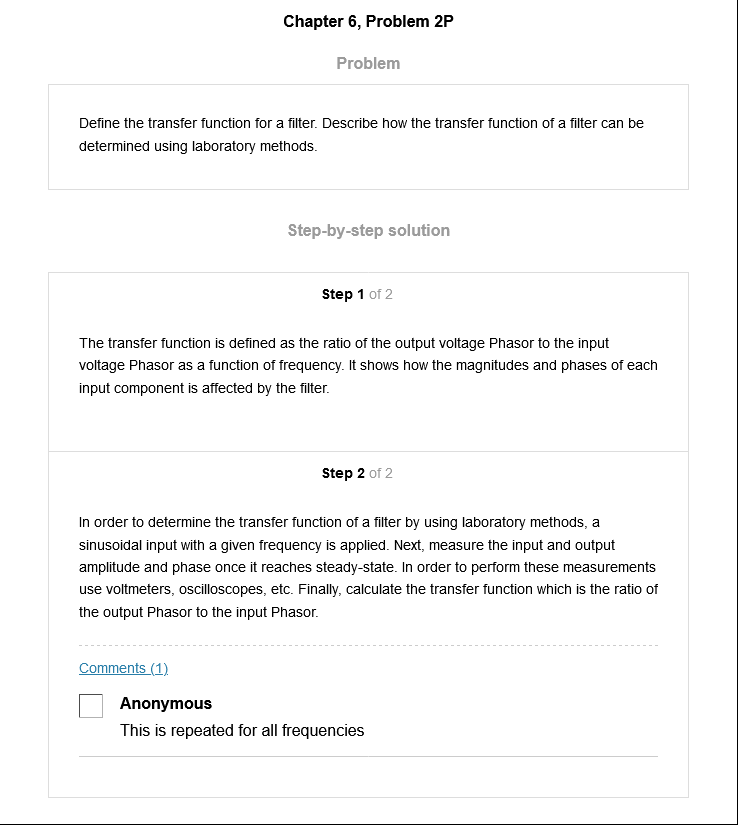 Chapter 6, Problem 2P
Problem
Define the transfer function for a filter. Describe how the transfer function of a filter can be
determined using laboratory methods.
Step-by-step solution
Step 1 of 2
The transfer function is defined as the ratio of the output voltage Phasor to the input
voltage Phasor as a function of frequency. It shows how the magnitudes and phases of each
input component is affected by the filter.
Step 2 of 2
In order to determine the transfer function of a filter by using laboratory methods, a
sinusoidal input with a given frequency is applied. Next, measure the input and output
amplitude and phase once it reaches steady-state. In order to perform these measurements
use voltmeters, oscilloscopes, etc. Finally, calculate the transfer function which is the ratio of
the output Phasor to the input Phasor.
Comments (1)
Anonymous
This is repeated for all frequencies